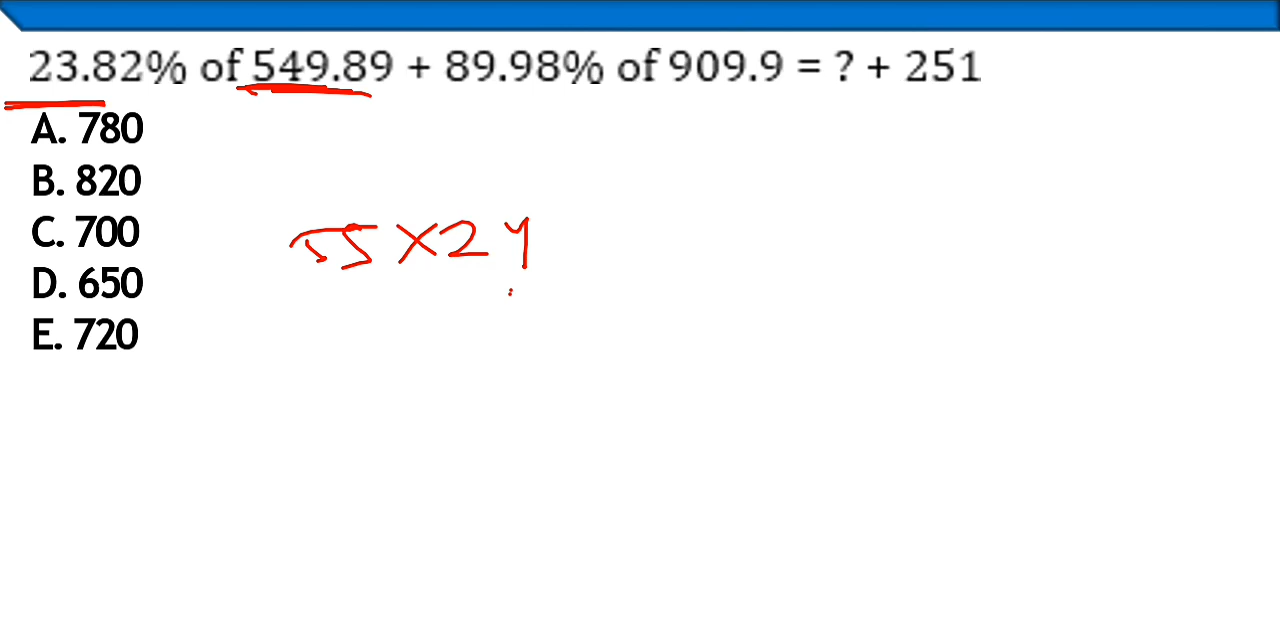 23.82% of 549.89 + 89.98% of 909.9 = ? + 251
A. 780
B. 820
C. 700
D. 650
E. 720
55 × 24